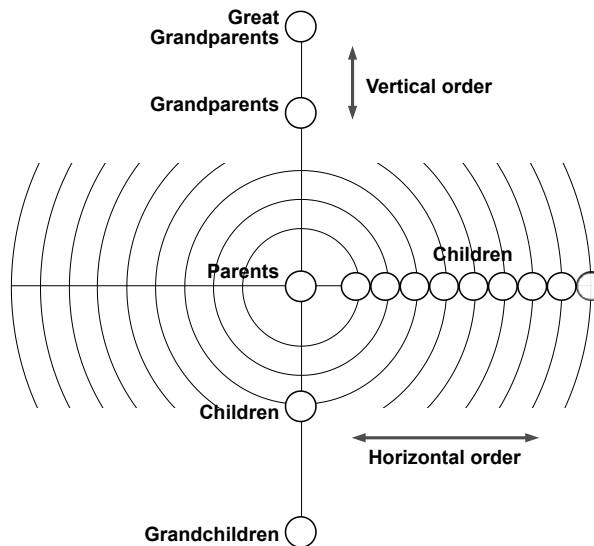 Great
Grandparents
Vertical order
Grandparents
Children
Parents
Children
Horizontal order
Grandchildren